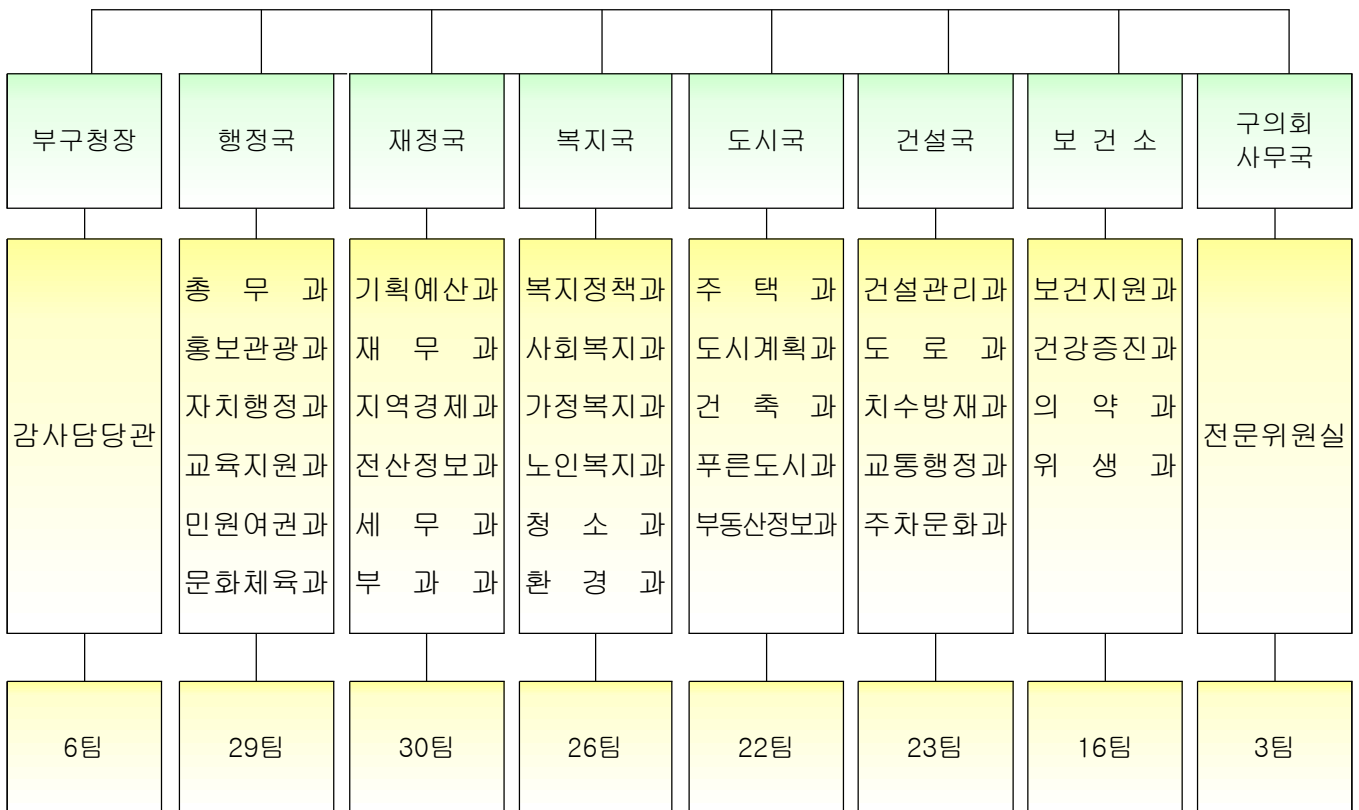 부구청장
행정국
재정국
복지국
도시국
건설국
보 건 소
구의회
사무국
감사담당관
총 무 과
홍보관광과
자치행정과
교육지원과
민원여권과
문화체육과
기획예산과
재 무 과
지역경제과
전산정보과
세 무 과
부 과 과
복지정책과
사회복지과
가정복지과
노인복지과
청 소 과
환 경 과
주 택 과
도시계획과
건 축 과
푸른도시과
부동산정보과
건설관리과
도 로 과
치수방재과
교통행정과
주차문화과
보건지원과
건강증진과
의 약 과
위 생 과
전문위원실
6팀
29팀
30팀
26팀
22팀
23팀
16팀
3팀